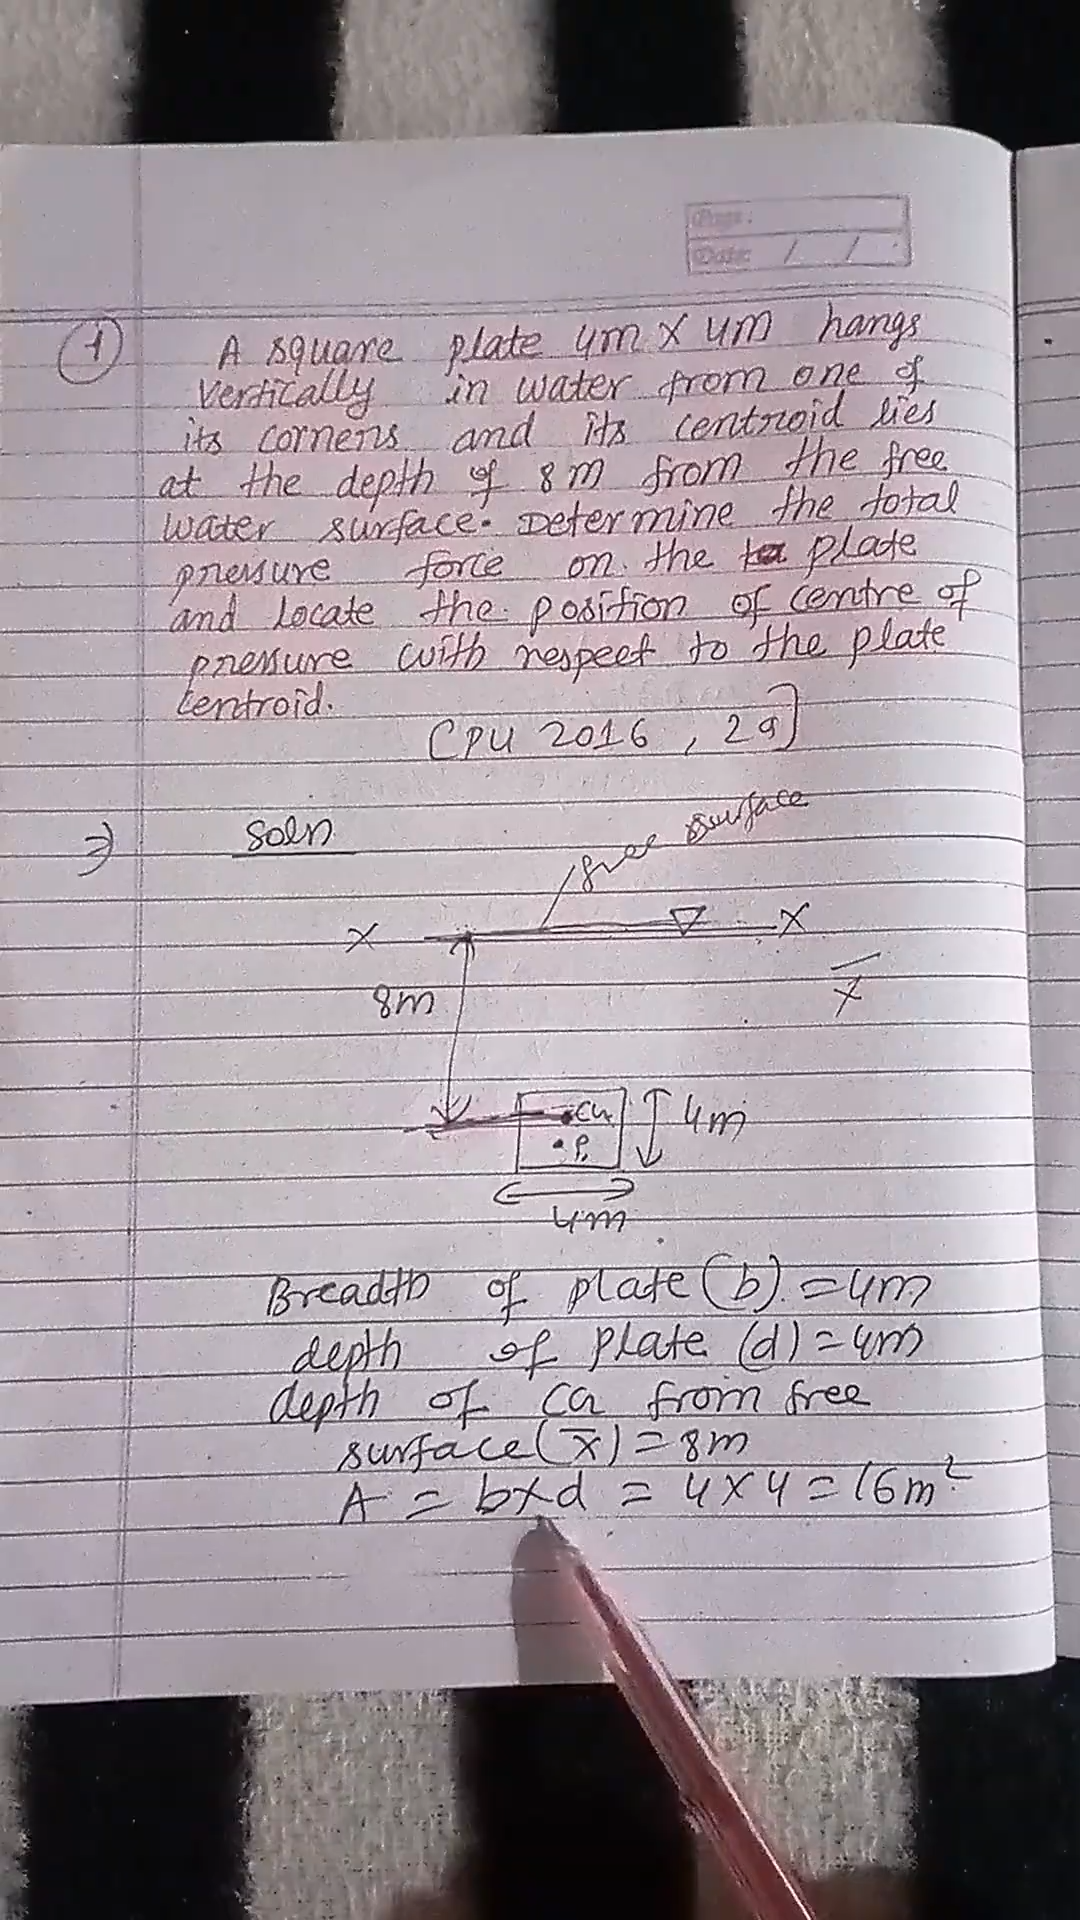 Page:
Date: / /
1 A square plate 4m x 4m hangs
vertically in water from one of
its corners and its centroid lies
at the depth of 8m from the free
water surface. Determine the total
pressure force on the plate
and locate the position of centre of
pressure with respect to the plate
centroid.
[PU 2016, 2a]
⇒ Soln
free surface
X X
8m x̄
CG 4m
P.
4m
Breadth of plate (b) = 4m
depth of plate (d) = 4m
depth of CG from free
surface (x̄) = 8m
A = b×d = 4×4 = 16m²